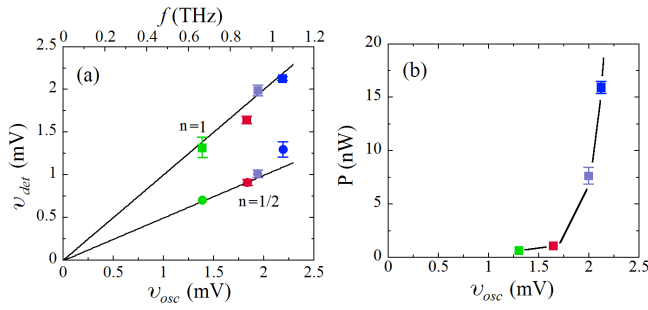 f(THz)
0 0.2 0.4 0.6 0.8 1 1.2
2.5
2
1.5
1
0.5
0
υdet (mV)
(a)
n=1
n=1/2
0 0.5 1 1.5 2 2.5
υosc (mV)
20
15
10
5
0
P (nW)
(b)
0 0.5 1 1.5 2 2.5
υosc (mV)